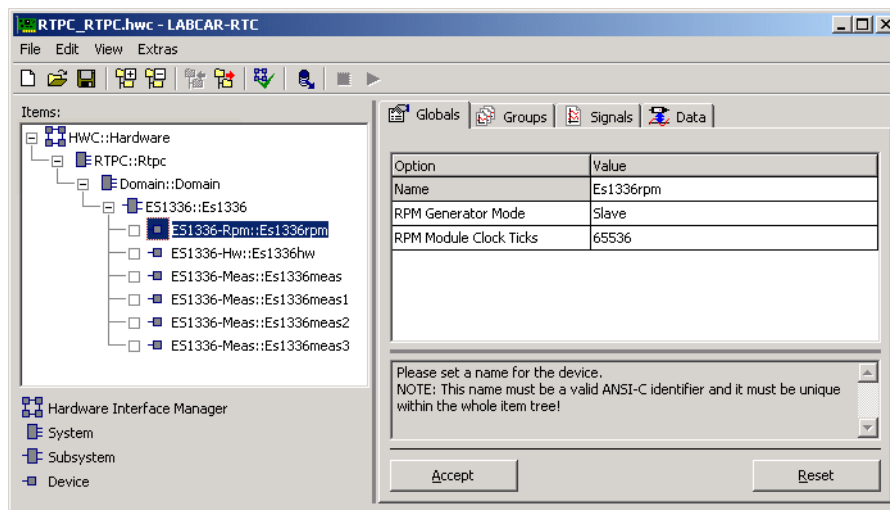 RTPC_RTPC.hwc - LABCAR-RTC
File Edit View Extras
Items:
HWC::Hardware
RTPC::Rtpc
Domain::Domain
ES1336::Es1336
ES1336-Rpm::Es1336rpm
ES1336-Hw::Es1336hw
ES1336-Meas::Es1336meas
ES1336-Meas::Es1336meas1
ES1336-Meas::Es1336meas2
ES1336-Meas::Es1336meas3
Hardware Interface Manager
System
Subsystem
Device
Globals Groups Signals Data
Option Value
Name Es1336rpm
RPM Generator Mode Slave
RPM Module Clock Ticks 65536
Please set a name for the device.
NOTE: This name must be a valid ANSI-C identifier and it must be unique
within the whole item tree!
Accept Reset